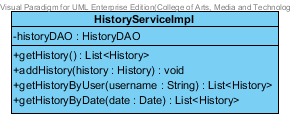 Visual Paradigm for UML Enterprise Edition(College of Arts, Media and Technolog
HistoryServiceImpl
-historyDAO : HistoryDAO
+getHistory() : List<History>
+addHistory(history : History) : void
+getHistoryByUser(username : String) : List<History>
+getHistoryByDate(date : Date) : List<History>